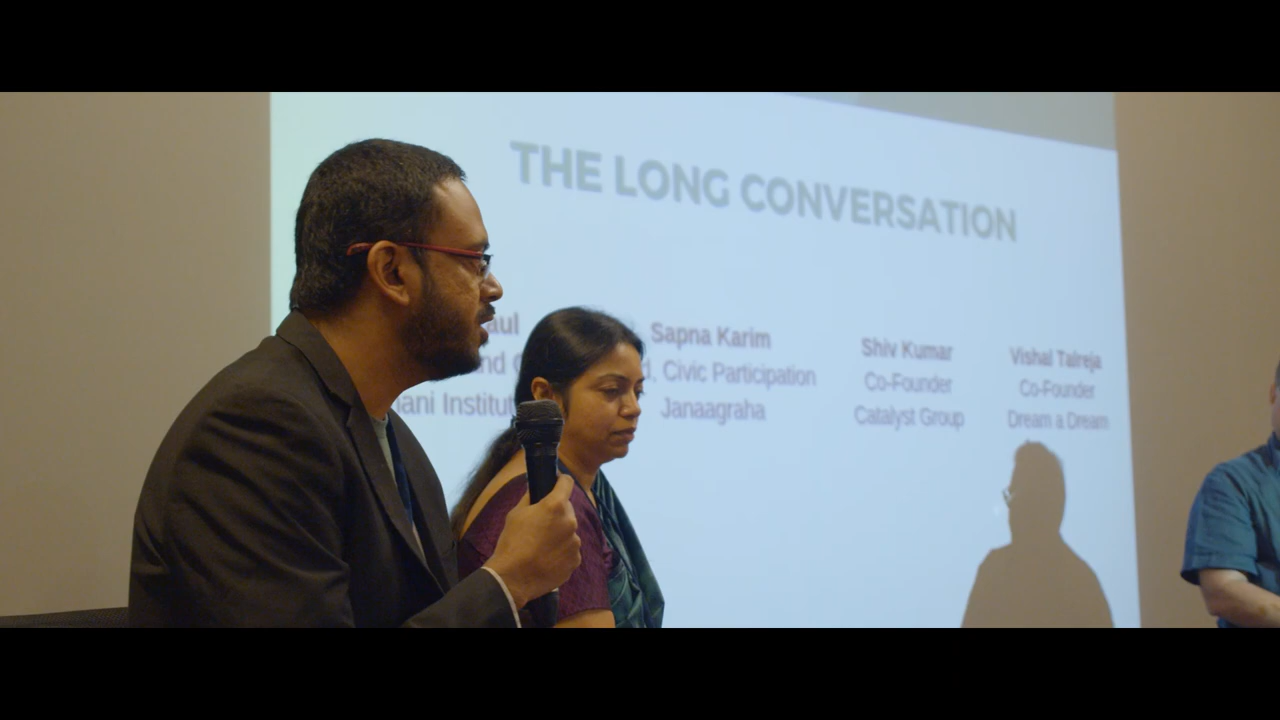 THE LONG CONVERSATION
Sapna Karim
Civic Participation
Janaagraha
Shiv Kumar
Co-Founder
Catalyst Group
Vishal Talreja
Co-Founder
Dream a Dream